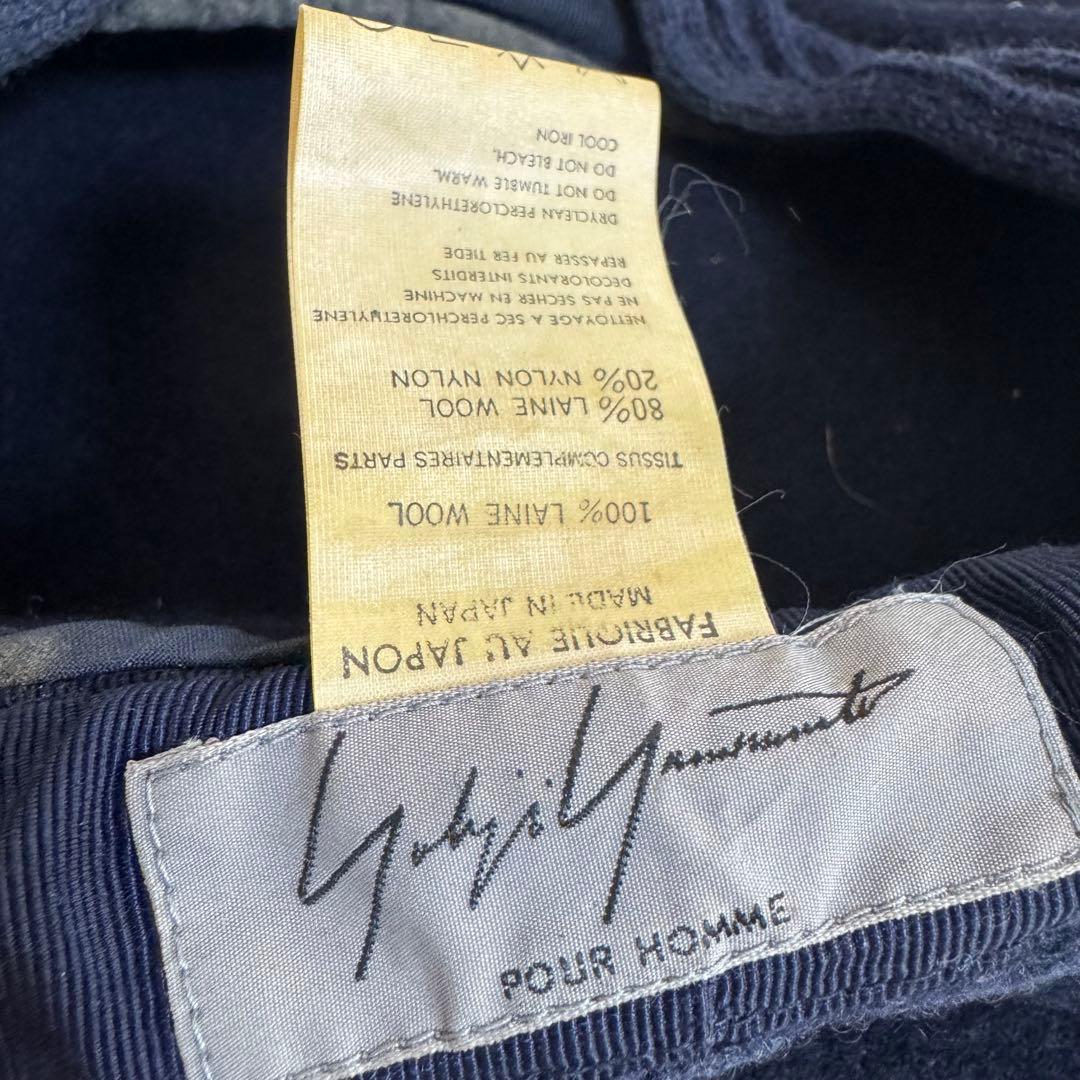 Yohji Yamamoto
POUR HOMME
FABRIQUE AU JAPON
MADE IN JAPAN
100% LAINE WOOL
TISSUS COMPLEMENTAIRES PARTS
80% LAINE WOOL
20% NYLON NYLON
NETTOYAGE A SEC PERCHLORETHYLENE
NE PAS SECHER EN MACHINE
DECOLORANTS INTERDITS
REPASSER AU FER TIEDE
DRYCLEAN PERCLORETHYLENE
DO NOT TUMBLE WARM.
DO NOT BLEACH.
COOL IRON